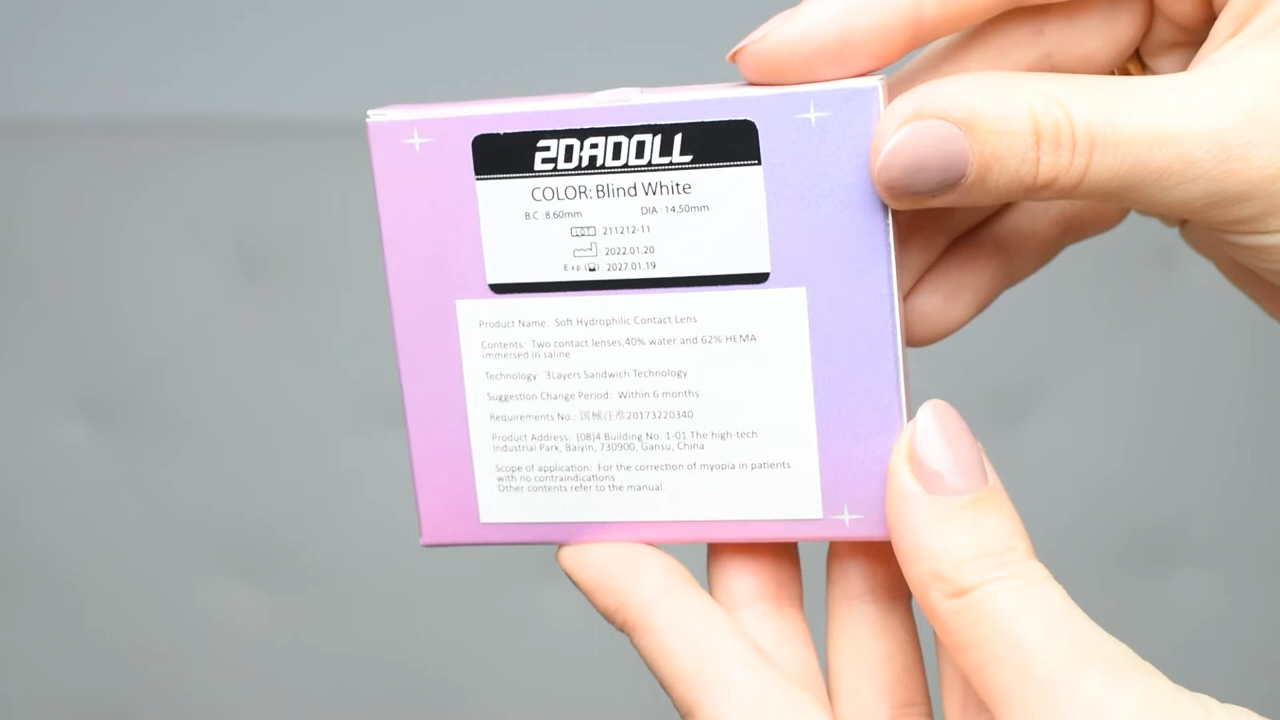 2DADOLL
COLOR: Blind White
B.C : 8.60mm DIA : 14.50mm
LOT : 211212-11
: 2022.01.20
Exp.( ) : 2027.01.19
Product Name: Soft Hydrophilic Contact Lens
Contents: Two contact lenses,40% water and 62% HEMA
immersed in saline
Technology: 3Layers Sandwich Technology
Suggestion Change Period: Within 6 months
Requirements No.: 国械注准20173220340
Product Address: (08)4 Building No. 1-01 The high-tech
Industrial Park, Baiyin, 730900, Gansu, China
Scope of application: For the correction of myopia in patients
with no contraindications
Other contents refer to the manual